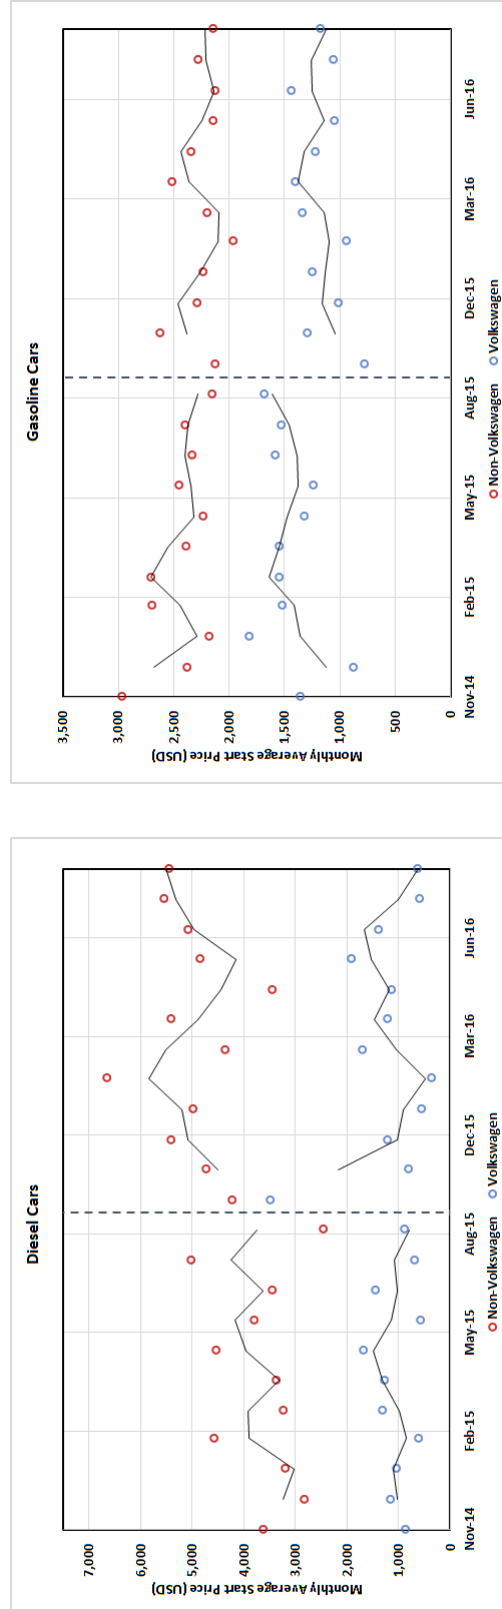 Diesel Cars
Monthly Average Start Price (USD)
7,000
6,000
5,000
4,000
3,000
2,000
1,000
0
Nov-14
Feb-15
May-15
Aug-15
Dec-15
Mar-16
Jun-16
Non-Volkswagen
Volkswagen
Gasoline Cars
Monthly Average Start Price (USD)
3,500
3,000
2,500
2,000
1,500
1,000
500
0
Nov-14
Feb-15
May-15
Aug-15
Dec-15
Mar-16
Jun-16
Non-Volkswagen
Volkswagen